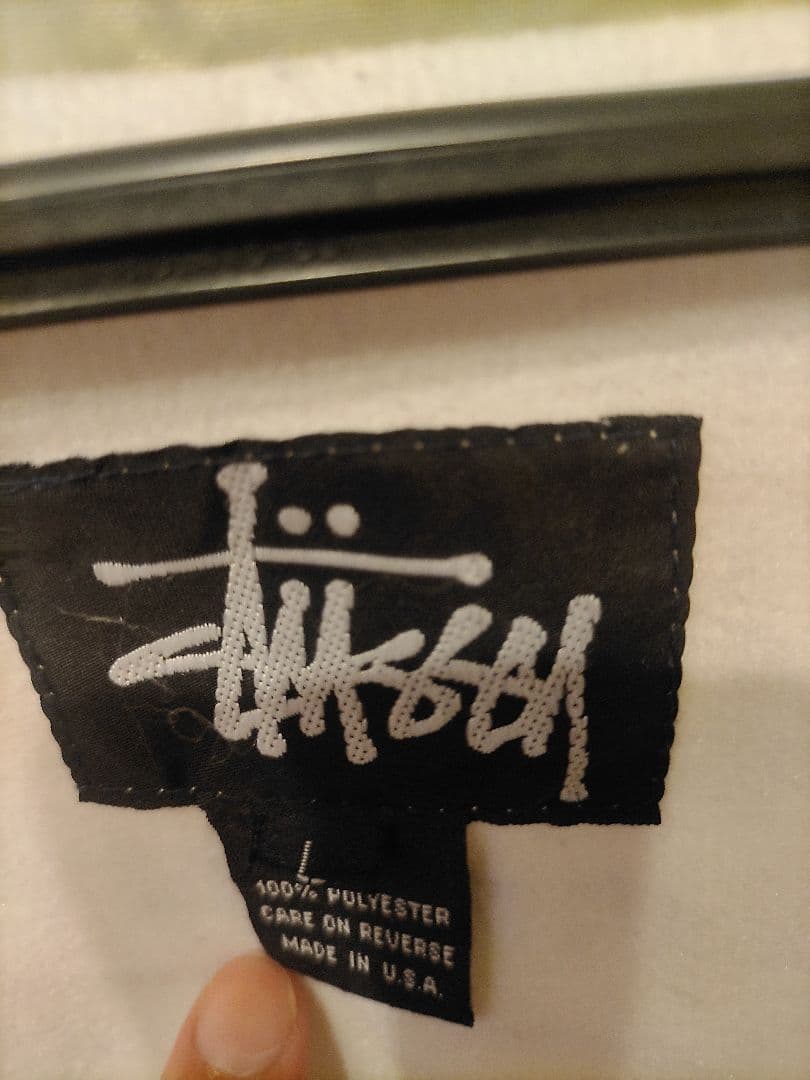 Stüssy
L
100% POLYESTER
CARE ON REVERSE
MADE IN U.S.A.